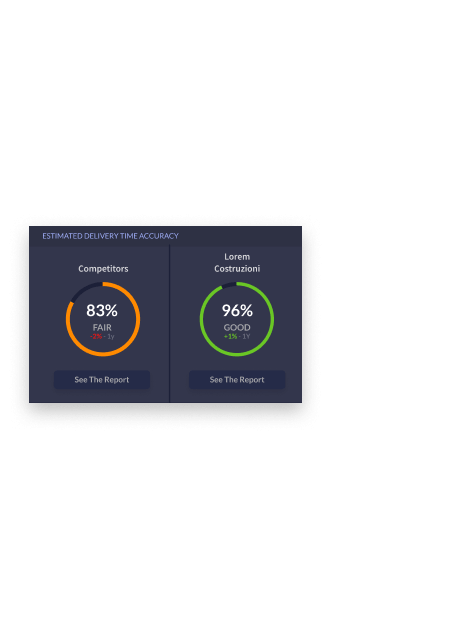 ESTIMATED DELIVERY TIME ACCURACY
Competitors
83%
FAIR
-2% - 1y
See The Report
Lorem
Costruzioni
96%
GOOD
+1% - 1Y
See The Report